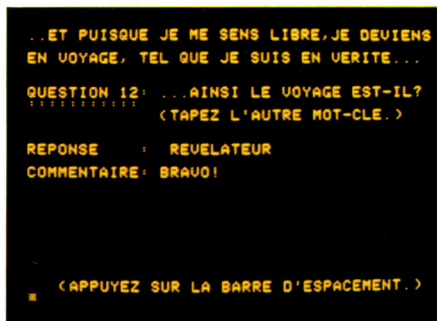 ..ET PUISQUE JE ME SENS LIBRE,JE DEVIENS
EN VOYAGE, TEL QUE JE SUIS EN VERITE...
QUESTION 12: ...AINSI LE VOYAGE EST-IL?
(TAPEZ L'AUTRE MOT-CLE.)
REPONSE : REVELATEUR
COMMENTAIRE: BRAVO!
(APPUYEZ SUR LA BARRE D'ESPACEMENT.)